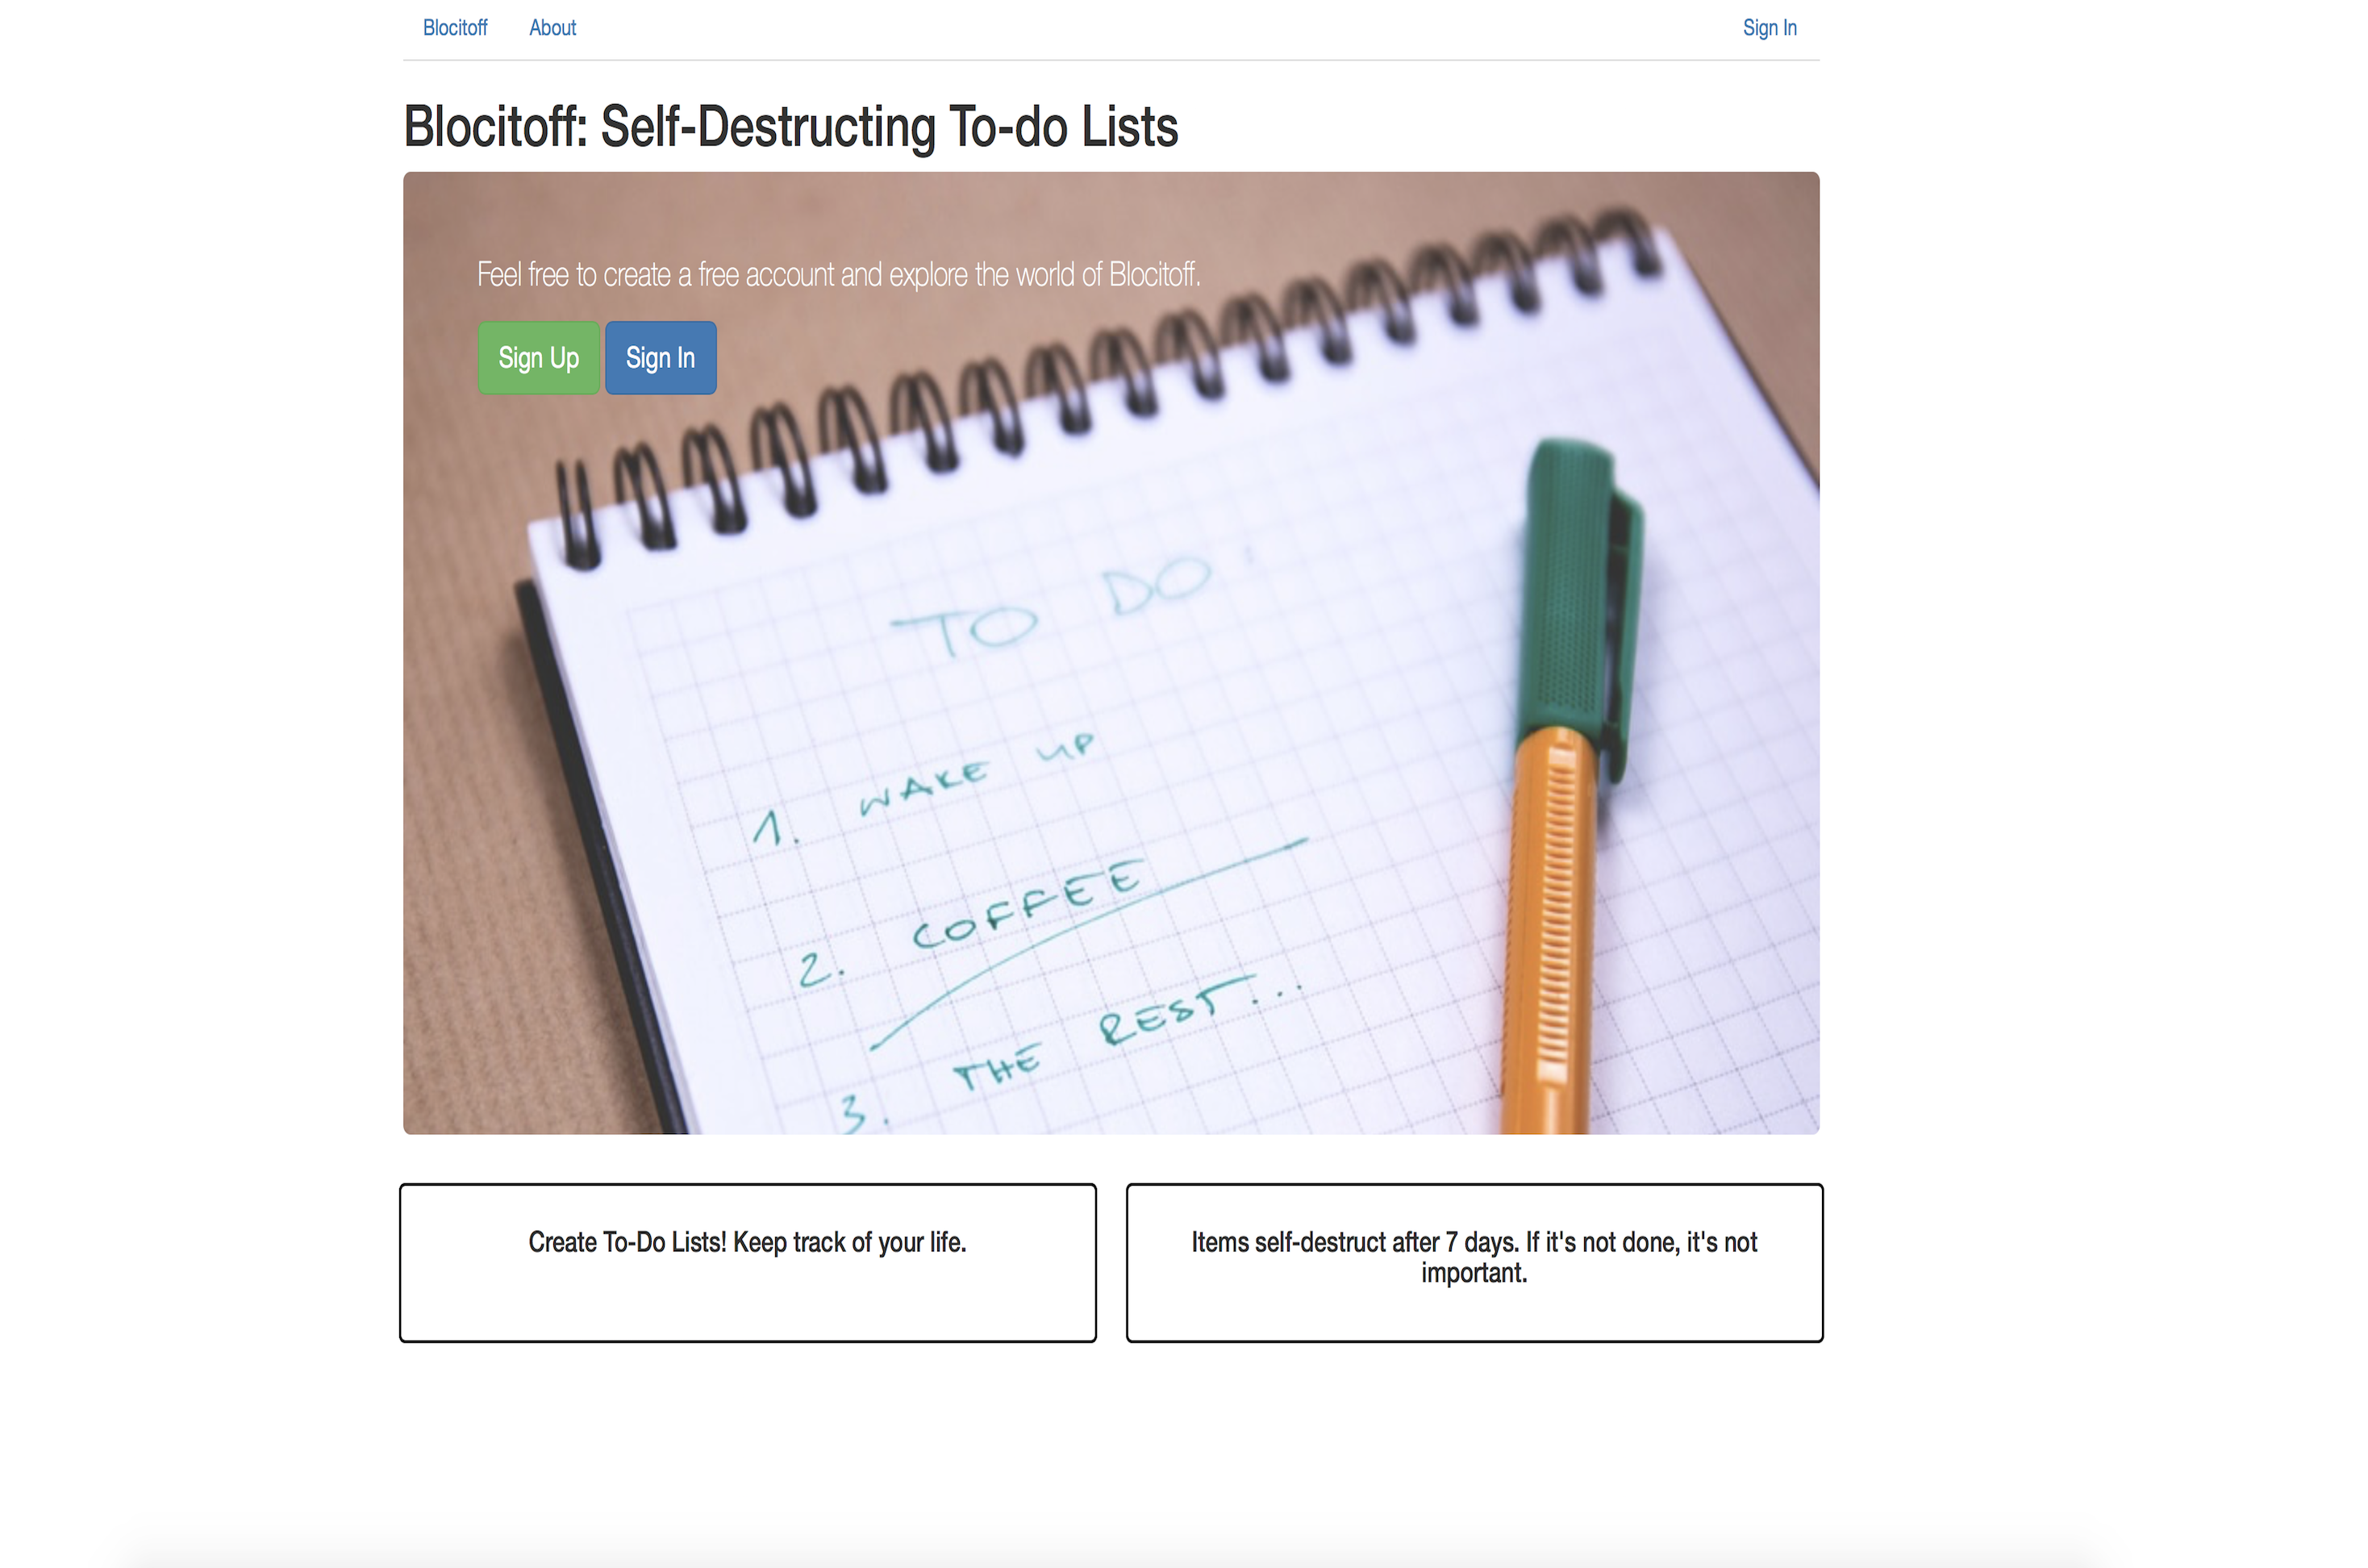 Blocitoff About Sign In
Blocitoff: Self-Destructing To-do Lists
Feel free to create a free account and explore the world of Blocitoff.
Sign Up Sign In
TO DO:
1. WAKE UP
2. COFFEE
3. THE REST...
Create To-Do Lists! Keep track of your life.
Items self-destruct after 7 days. If it's not done, it's not
important.